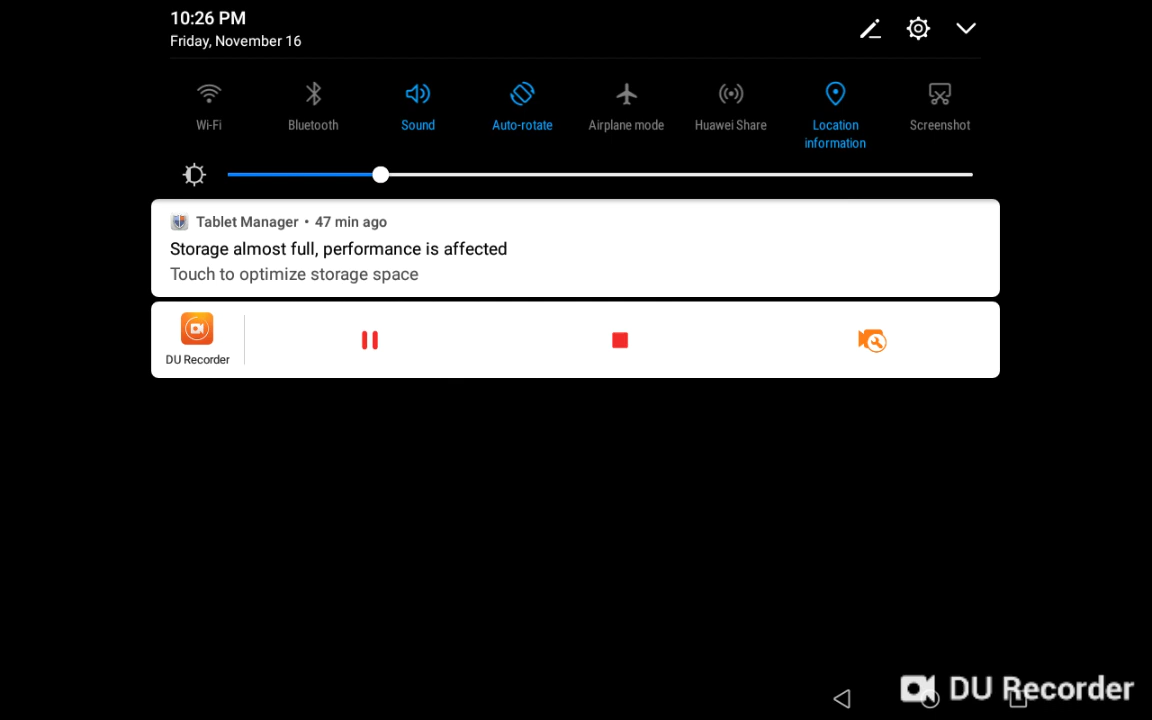 10:26 PM
Friday, November 16
Wi-Fi
Bluetooth
Sound
Auto-rotate
Airplane mode
Huawei Share
Location
information
Screenshot
Tablet Manager • 47 min ago
Storage almost full, performance is affected
Touch to optimize storage space
DU Recorder
DU Recorder